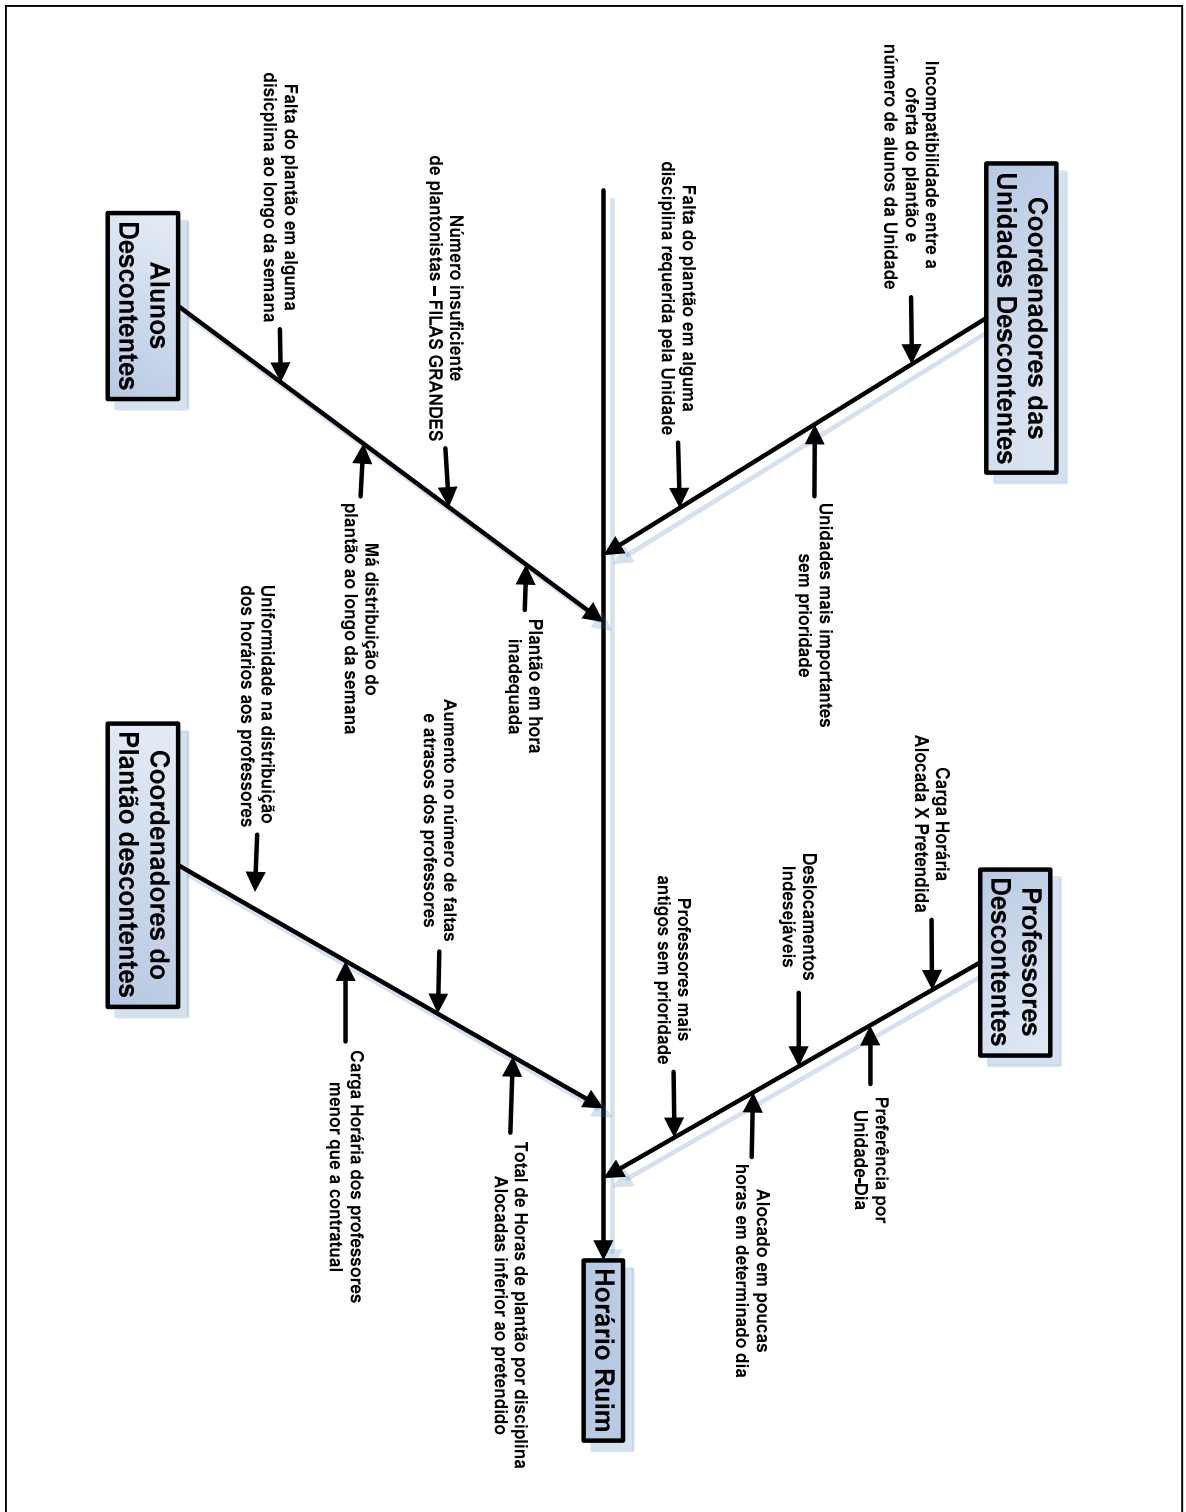 Coordenadores das
Unidades Descontentes
Incompatibilidade entre a
oferta do plantão e
número de alunos da Unidade
Unidades mais importantes
sem prioridade
Falta do plantão em alguma
disciplina requerida pela Unidade
Professores
Descontentes
Carga Horária
Alocada X Pretendida
Preferência por
Unidade-Dia
Deslocamentos
Indesejáveis
Alocado em poucas
horas em determinado dia
Professores mais
antigos sem prioridade
Horário Ruim
Número insuficiente
de plantonistas – FILAS GRANDES
Plantão em hora
inadequada
Falta do plantão em alguma
disicplina ao longo da semana
Má distribuição do
plantão ao longo da semana
Alunos
Descontentes
Aumento no número de faltas
e atrasos dos professores
Total de Horas de plantão por disciplina
Alocadas inferior ao pretendido
Uniformidade na distribuição
dos horários aos professores
Carga Horária dos professores
menor que a contratual
Coordenadores do
Plantão descontentes